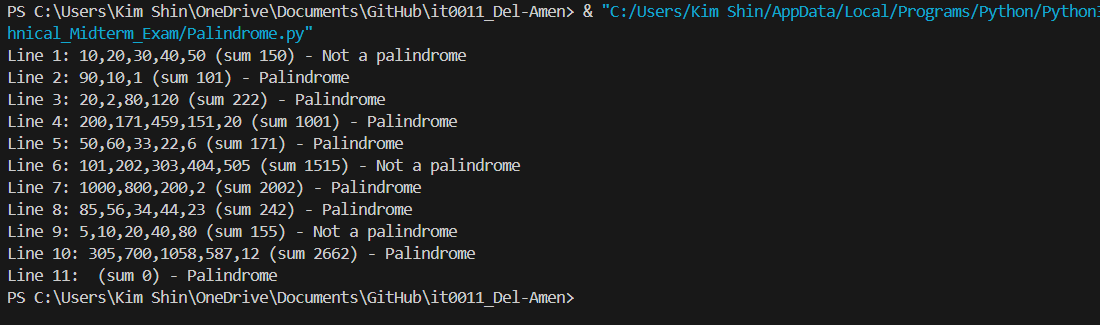 PS C:\Users\Kim Shin\OneDrive\Documents\GitHub\it0011_Del-Amen> & "C:/Users/Kim Shin/AppData/Local/Programs/Python/Python3
hnical_Midterm_Exam/Palindrome.py"
Line 1: 10,20,30,40,50 (sum 150) - Not a palindrome
Line 2: 90,10,1 (sum 101) - Palindrome
Line 3: 20,2,80,120 (sum 222) - Palindrome
Line 4: 200,171,459,151,20 (sum 1001) - Palindrome
Line 5: 50,60,33,22,6 (sum 171) - Palindrome
Line 6: 101,202,303,404,505 (sum 1515) - Not a palindrome
Line 7: 1000,800,200,2 (sum 2002) - Palindrome
Line 8: 85,56,34,44,23 (sum 242) - Palindrome
Line 9: 5,10,20,40,80 (sum 155) - Not a palindrome
Line 10: 305,700,1058,587,12 (sum 2662) - Palindrome
Line 11:  (sum 0) - Palindrome
PS C:\Users\Kim Shin\OneDrive\Documents\GitHub\it0011_Del-Amen>